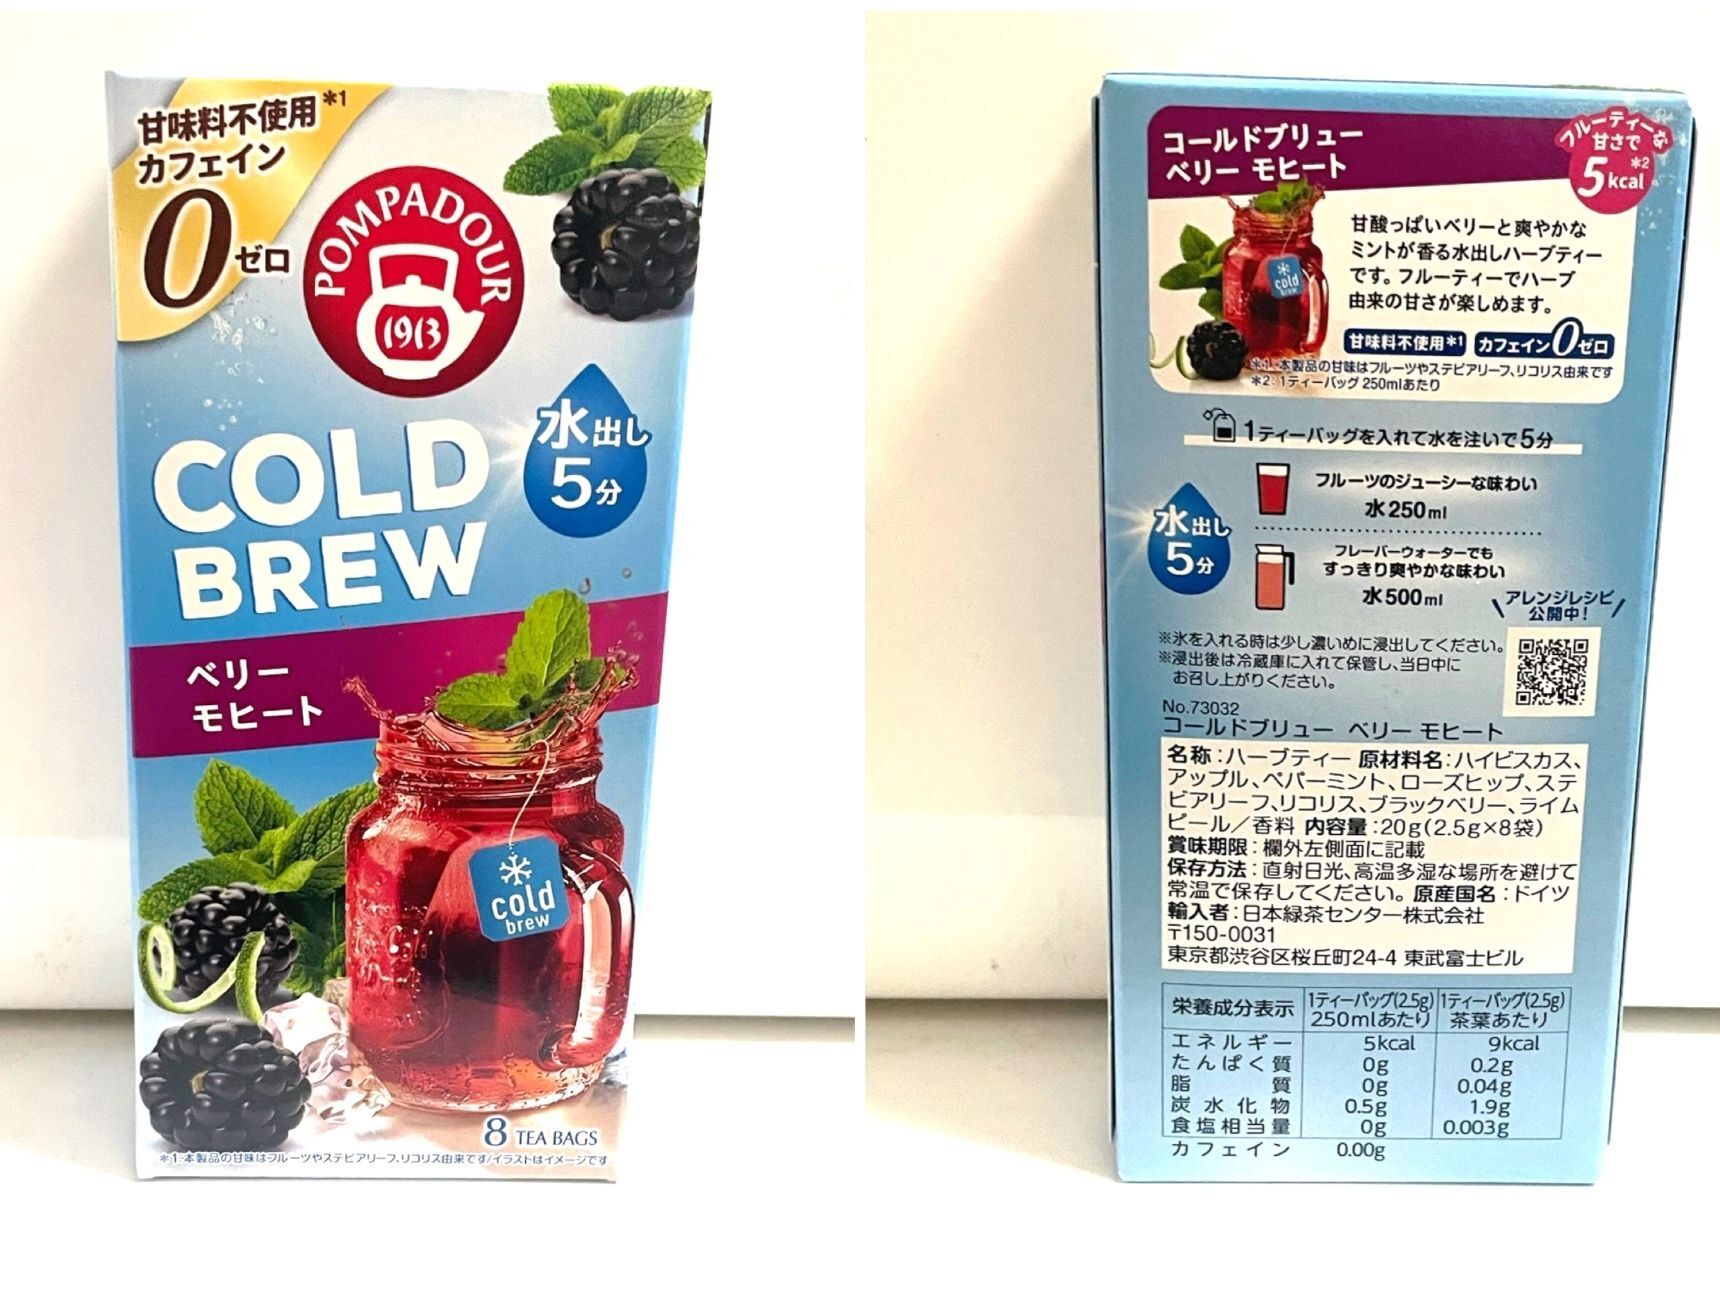 甘味料不使用*1
カフェイン
0ゼロ
POMPADOUR
1913
COLD
BREW
水出し
5分
ベリー
モヒート
cold
brew
8 TEA BAGS
*1:本製品の甘味はフルーツやステビアリーフ、リコリス由来です/イラストはイメージです
コールドブリュー
ベリー モヒート
フルーティーな
甘さで
5kcal*2
甘酸っぱいベリーと爽やかな
ミントが香る水出しハーブティー
です。フルーティーでハーブ
由来の甘さが楽しめます。
cold
brew
甘味料不使用*1 カフェイン0ゼロ
*1:本製品の甘味はフルーツやステビアリーフ、リコリス由来です
*2:1ティーバッグ 250mlあたり
1ティーバッグを入れて水を注いで5分
水出し
5分
フルーツのジューシーな味わい
水250ml
フレーバーウォーターでも
すっきり爽やかな味わい
水500ml
アレンジレシピ
公開中!
※氷を入れる時は少し濃いめに浸出してください。
※浸出後は冷蔵庫に入れて保管し、当日中に
お召し上がりください。
No.73032
コールドブリュー ベリー モヒート
名称:ハーブティー 原材料名:ハイビスカス、
アップル、ペパーミント、ローズヒップ、ステ
ビアリーフ、リコリス、ブラックベリー、ライム
ピール/香料 内容量:20g(2.5g×8袋)
賞味期限:欄外左側面に記載
保存方法:直射日光、高温多湿な場所を避けて
常温で保存してください。原産国名:ドイツ
輸入者:日本緑茶センター株式会社
〒150-0031
東京都渋谷区桜丘町24-4 東武富士ビル
栄養成分表示 1ティーバッグ(2.5g) 250mlあたり 1ティーバッグ(2.5g) 茶葉あたり
エネルギー 5kcal 9kcal
たんぱく質 0g 0.2g
脂質 0g 0.04g
炭水化物 0.5g 1.9g
食塩相当量 0g 0.003g
カフェイン 0.00g